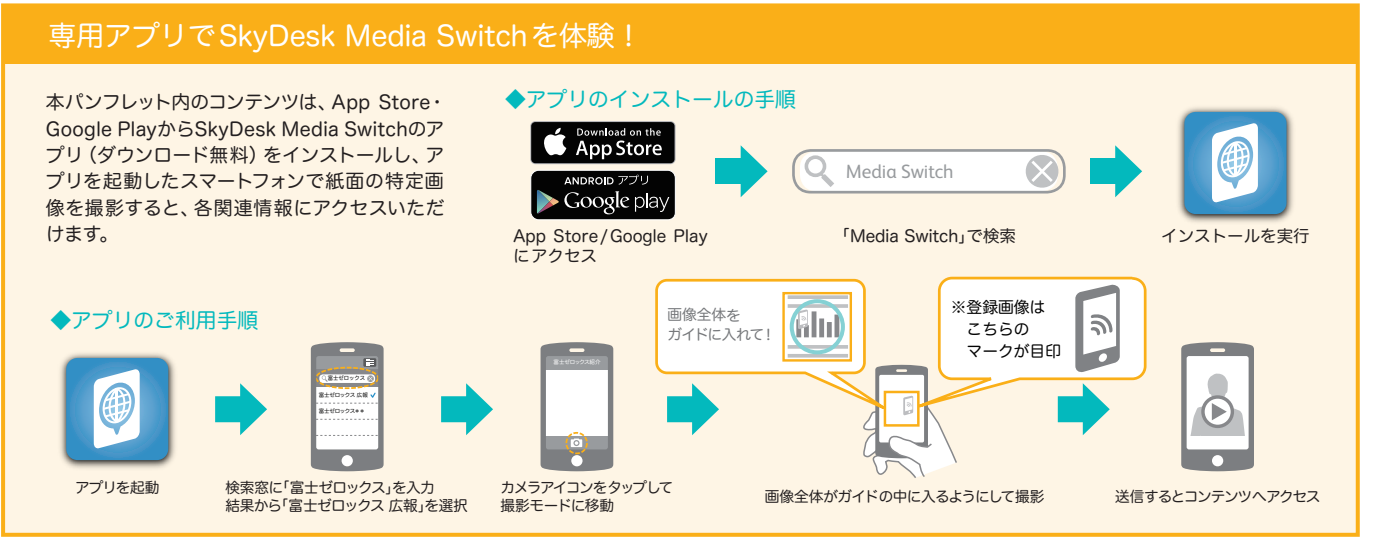 専用アプリでSkyDesk Media Switchを体験！
本パンフレット内のコンテンツは、App Store・
Google PlayからSkyDesk Media Switchのア
プリ（ダウンロード無料）をインストールし、ア
プリを起動したスマートフォンで紙面の特定画
像を撮影すると、各関連情報にアクセスいただ
けます。
◆アプリのインストールの手順
Download on the
App Store
ANDROID アプリ
Google play
App Store/Google Play
にアクセス
Media Switch
「Media Switch」で検索
インストールを実行
◆アプリのご利用手順
アプリを起動
富士ゼロックス
富士ゼロックス 広報
富士ゼロックス＊＊
検索窓に「富士ゼロックス」を入力
結果から「富士ゼロックス 広報」を選択
富士ゼロックス紹介
カメラアイコンをタップして
撮影モードに移動
画像全体を
ガイドに入れて！
※登録画像は
こちらの
マークが目印
画像全体がガイドの中に入るようにして撮影
送信するとコンテンツへアクセス